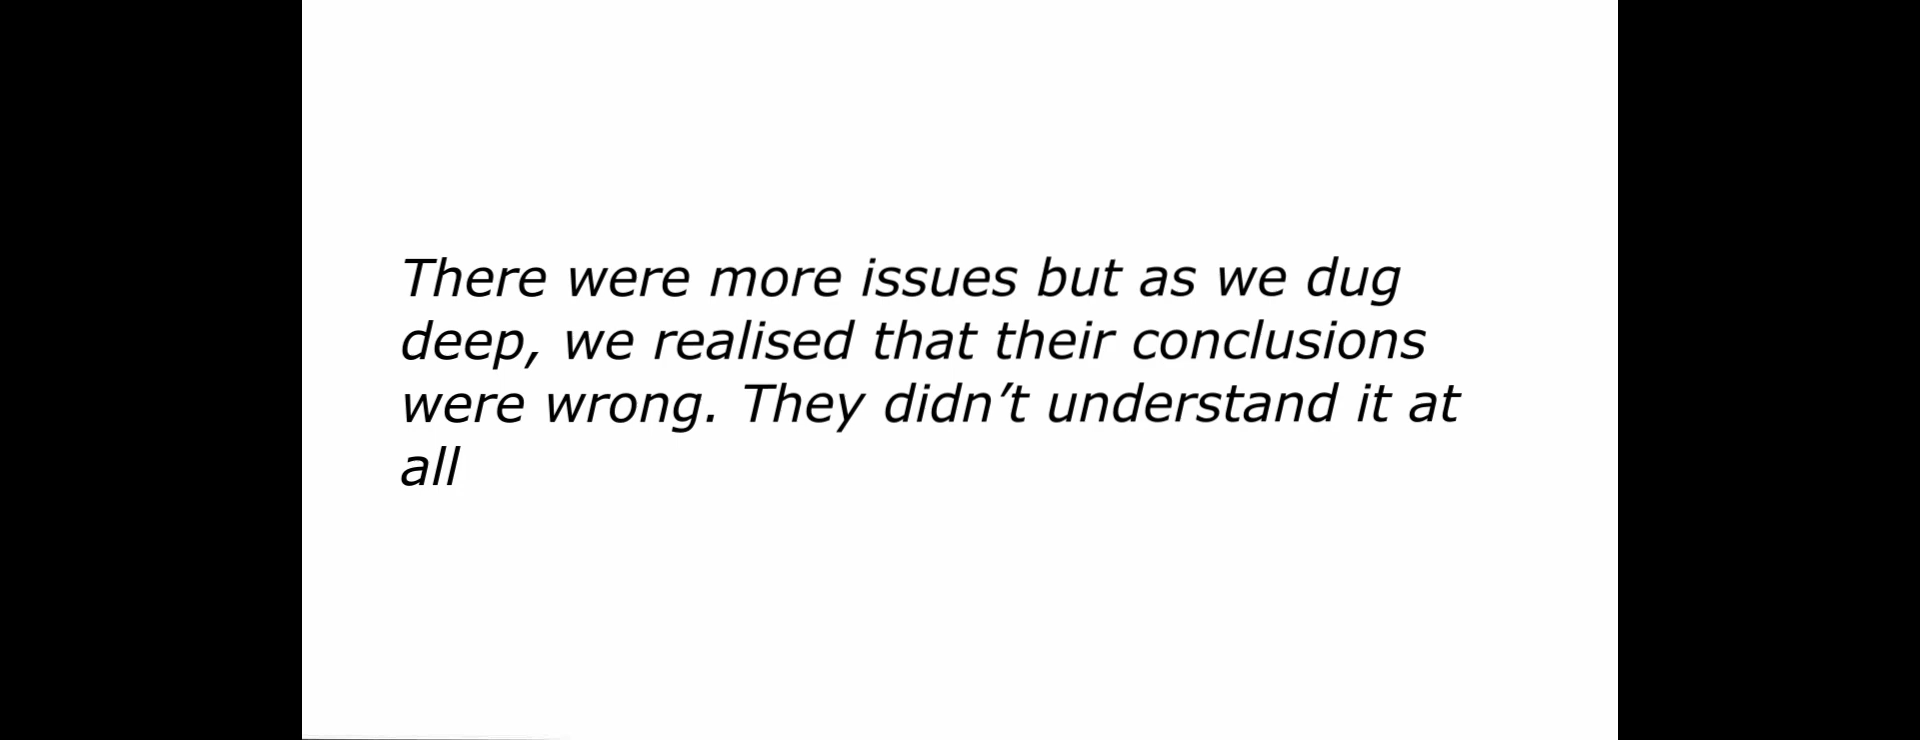 There were more issues but as we dug
deep, we realised that their conclusions
were wrong. They didn’t understand it at
all